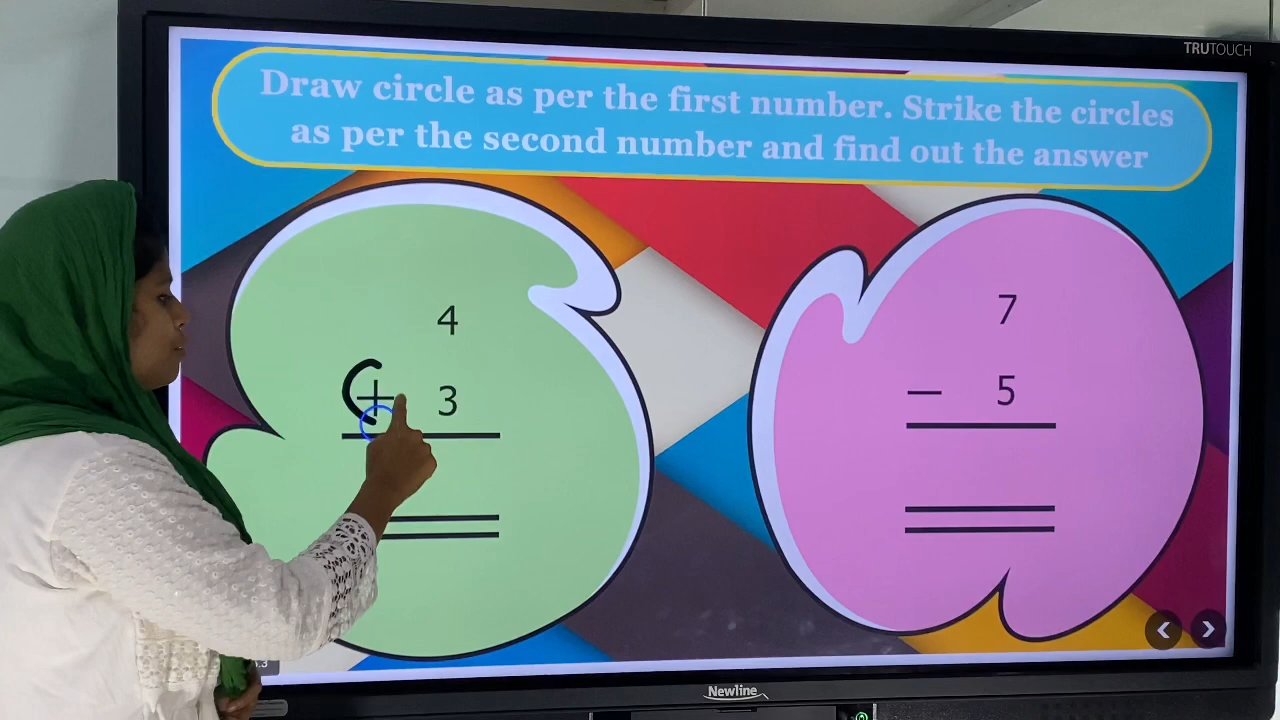 TRUTOUCH
Draw circle as per the first number. Strike the circles
as per the second number and find out the answer
4
+ 3
7
− 5
Newline